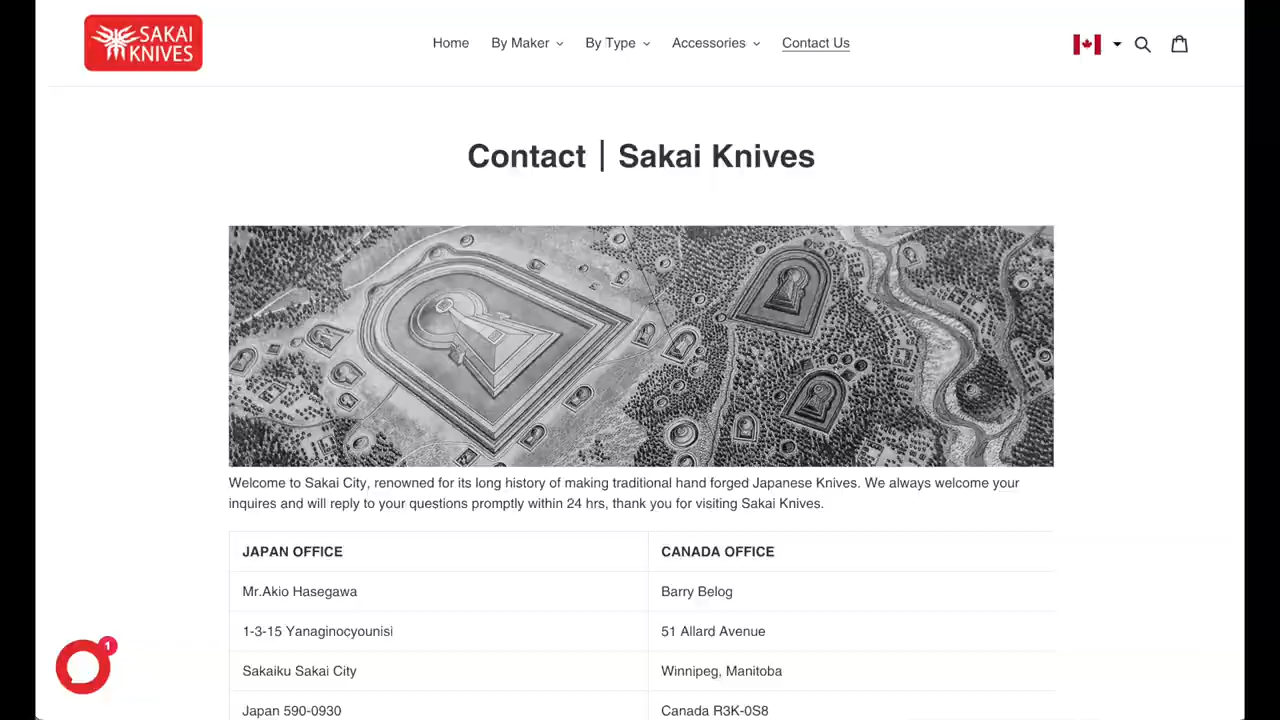 SAKAI
KNIVES
Home By Maker By Type Accessories Contact Us
Contact | Sakai Knives
Welcome to Sakai City, renowned for its long history of making traditional hand forged Japanese Knives. We always welcome your
inquires and will reply to your questions promptly within 24 hrs, thank you for visiting Sakai Knives.
JAPAN OFFICE CANADA OFFICE
Mr.Akio Hasegawa Barry Belog
1-3-15 Yanaginocyounisi 51 Allard Avenue
Sakaiku Sakai City Winnipeg, Manitoba
Japan 590-0930 Canada R3K-0S8
1